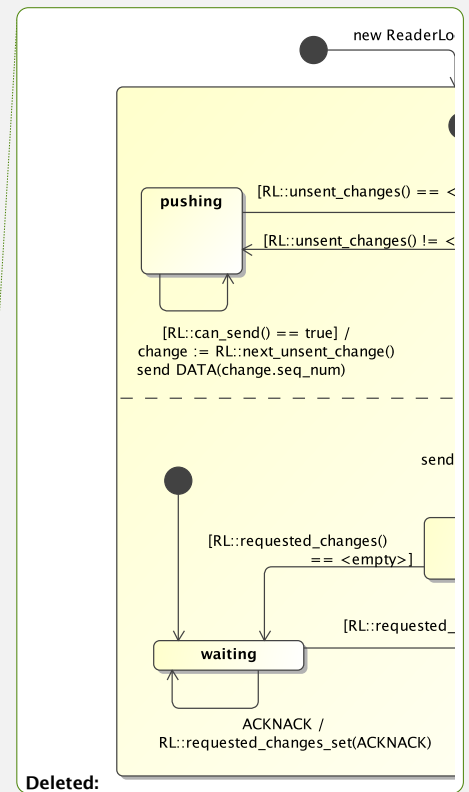 new ReaderLo
pushing
[RL::unsent_changes() == <
[RL::unsent_changes() != <
[RL::can_send() == true] /
change := RL::next_unsent_change()
send DATA(change.seq_num)
send
[RL::requested_changes()
== <empty>]
[RL::requested_
waiting
ACKNACK /
RL::requested_changes_set(ACKNACK)
Deleted: